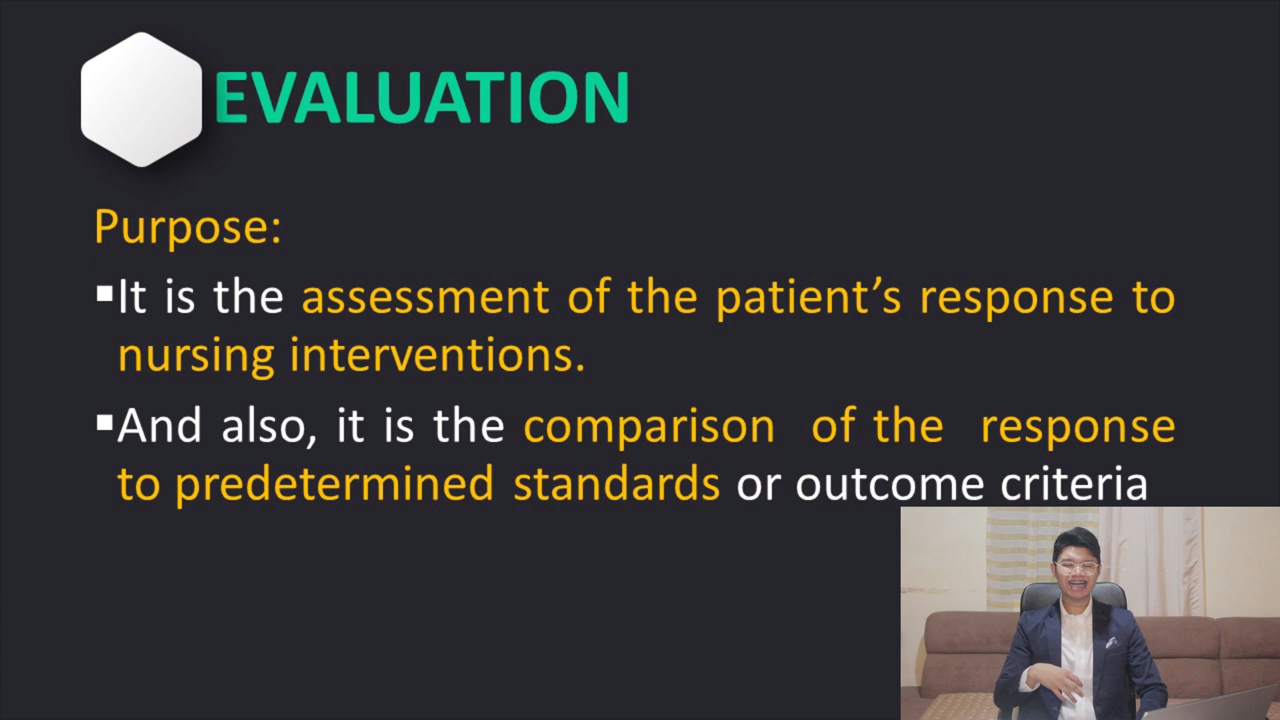 EVALUATION
Purpose:
▪It is the assessment of the patient’s response to
nursing interventions.
▪And also, it is the comparison of the response
to predetermined standards or outcome criteria